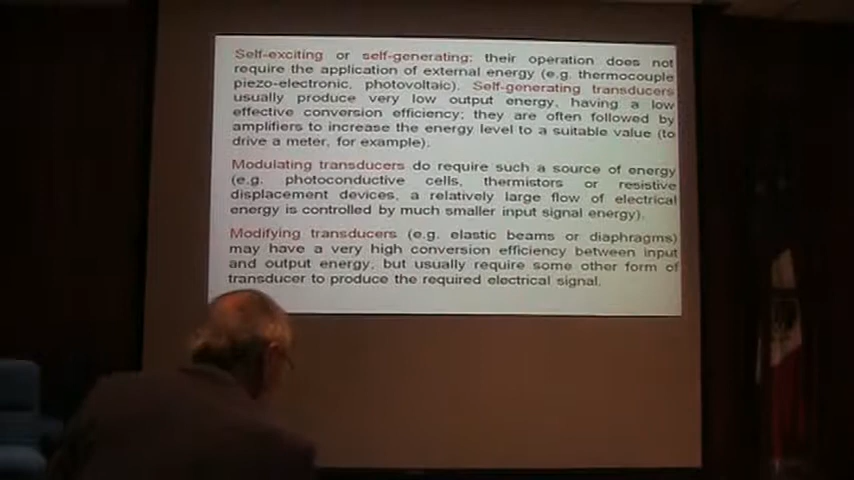 Self-exciting or self-generating: their operation does not
require the application of external energy (e.g. thermocouple
piezo-electronic, photovoltaic). Self-generating transducers
usually produce very low output energy, having a low
effective conversion efficiency; they are often followed by
amplifiers to increase the energy level to a suitable value (to
drive a meter, for example).
Modulating transducers do require such a source of energy
(e.g. photoconductive cells, thermistors or resistive
displacement devices, a relatively large flow of electrical
energy is controlled by much smaller input signal energy).
Modifying transducers (e.g. elastic beams or diaphragms)
may have a very high conversion efficiency between input
and output energy, but usually require some other form of
transducer to produce the required electrical signal.